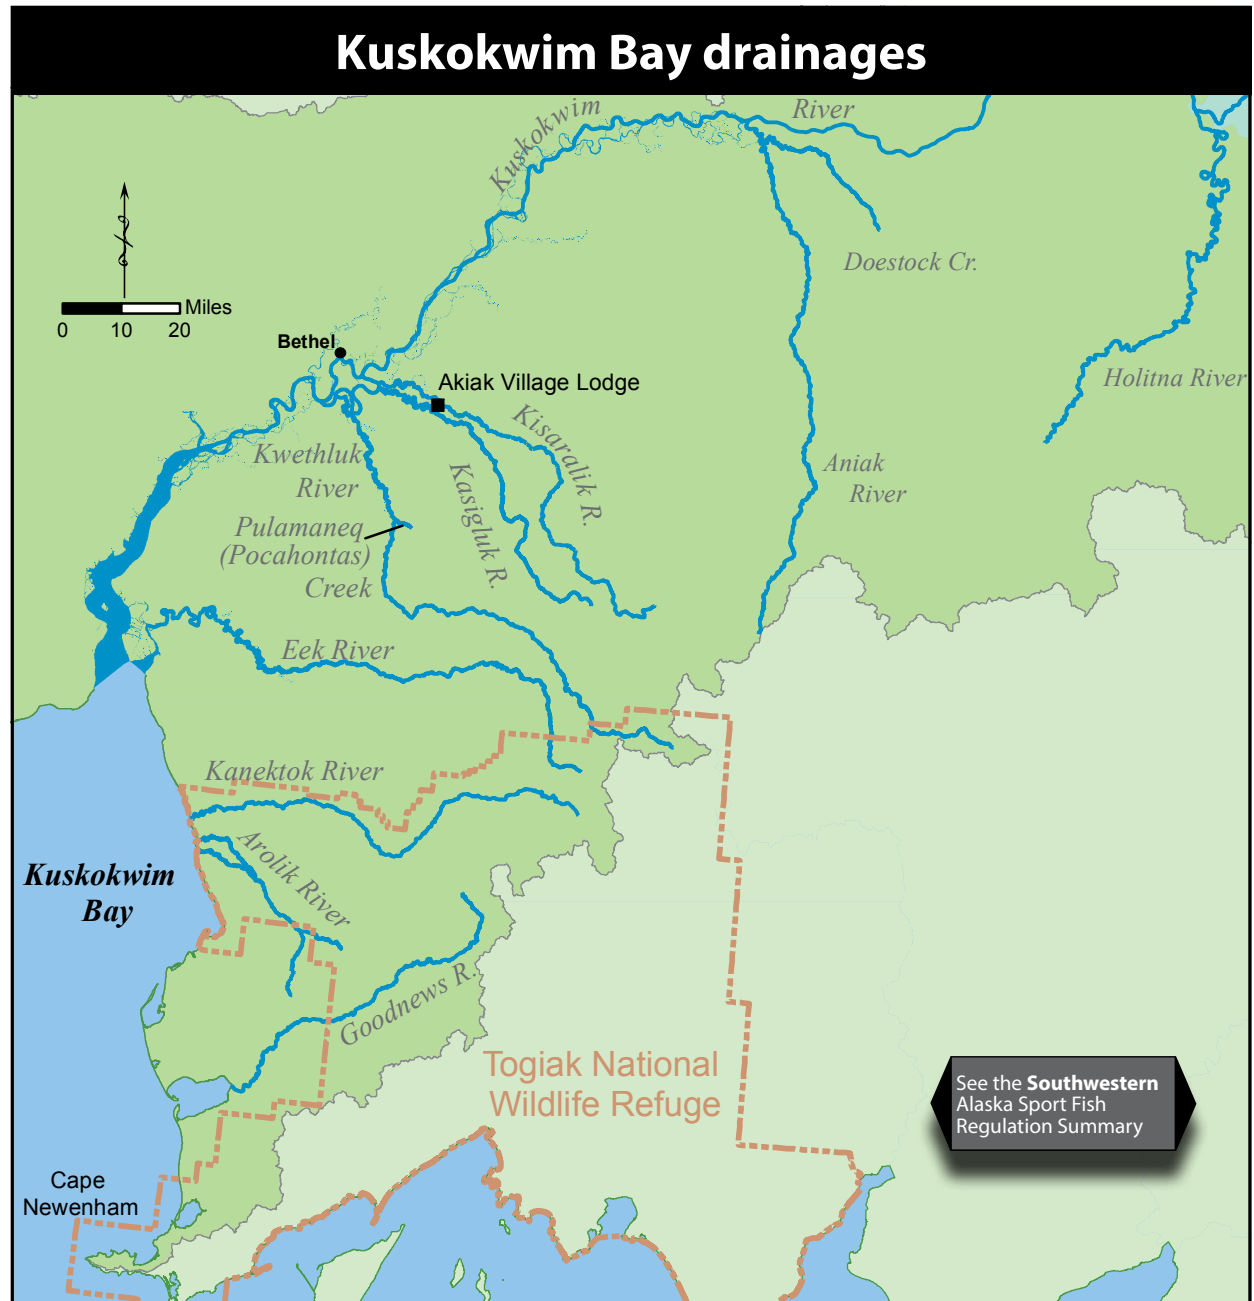 Kuskokwim Bay drainages
Kuskokwim
River
Doestock Cr.
Miles
0 10 20
Bethel
Akiak Village Lodge
Holitna River
Kisaralik R.
Kwethluk
River
Kasigluk R.
Aniak
River
Pulamaneq
(Pocahontas)
Creek
Eek River
Kanektok River
Arolik River
Kuskokwim
Bay
Goodnews R.
Togiak National
Wildlife Refuge
See the Southwestern
Alaska Sport Fish
Regulation Summary
Cape
Newenham